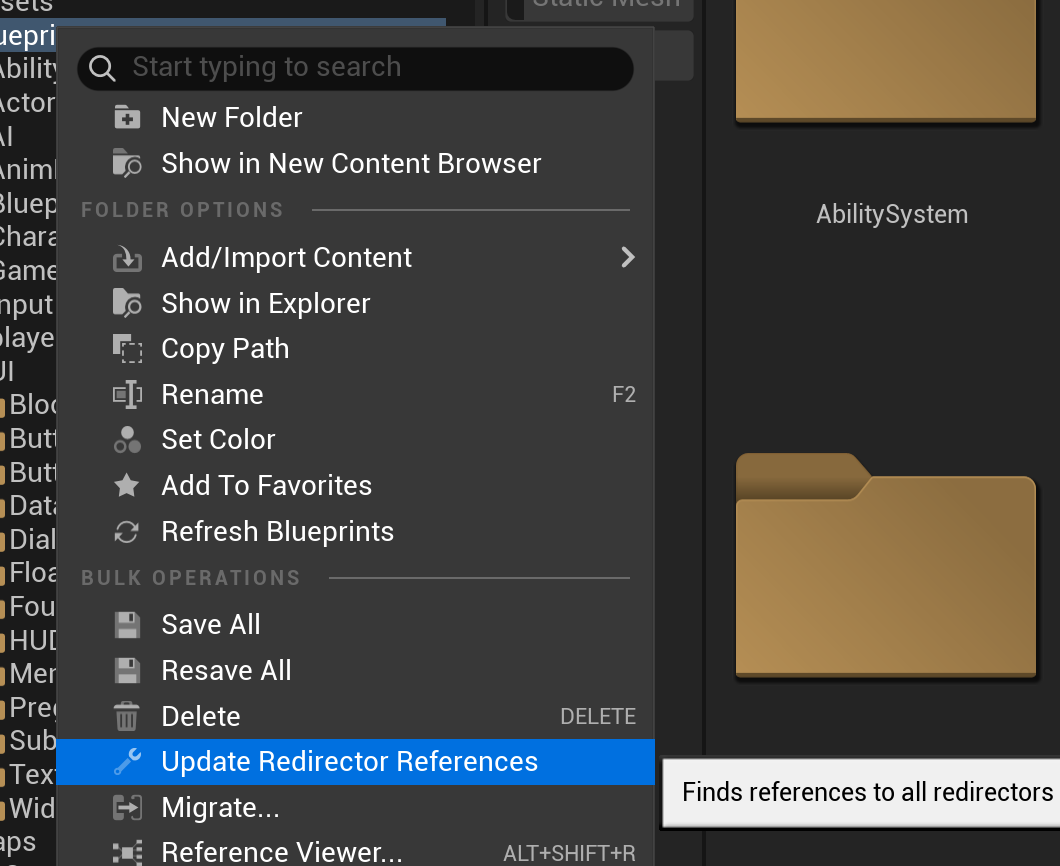 sets
Static Mesh
Start typing to search
New Folder
Show in New Content Browser
FOLDER OPTIONS
Add/Import Content
Show in Explorer
Copy Path
Rename F2
Set Color
Add To Favorites
Refresh Blueprints
BULK OPERATIONS
Save All
Resave All
Delete DELETE
Update Redirector References
Migrate...
Reference Viewer... ALT+SHIFT+R
uepri
Ability
Actor
AI
Anim
Bluep
Chara
Game
nput
playe
UI
Bloc
Butt
Butt
Data
Dial
Floa
Fou
HUD
Mer
Preg
Sub
Text
Wid
aps
AbilitySystem
Finds references to all redirectors